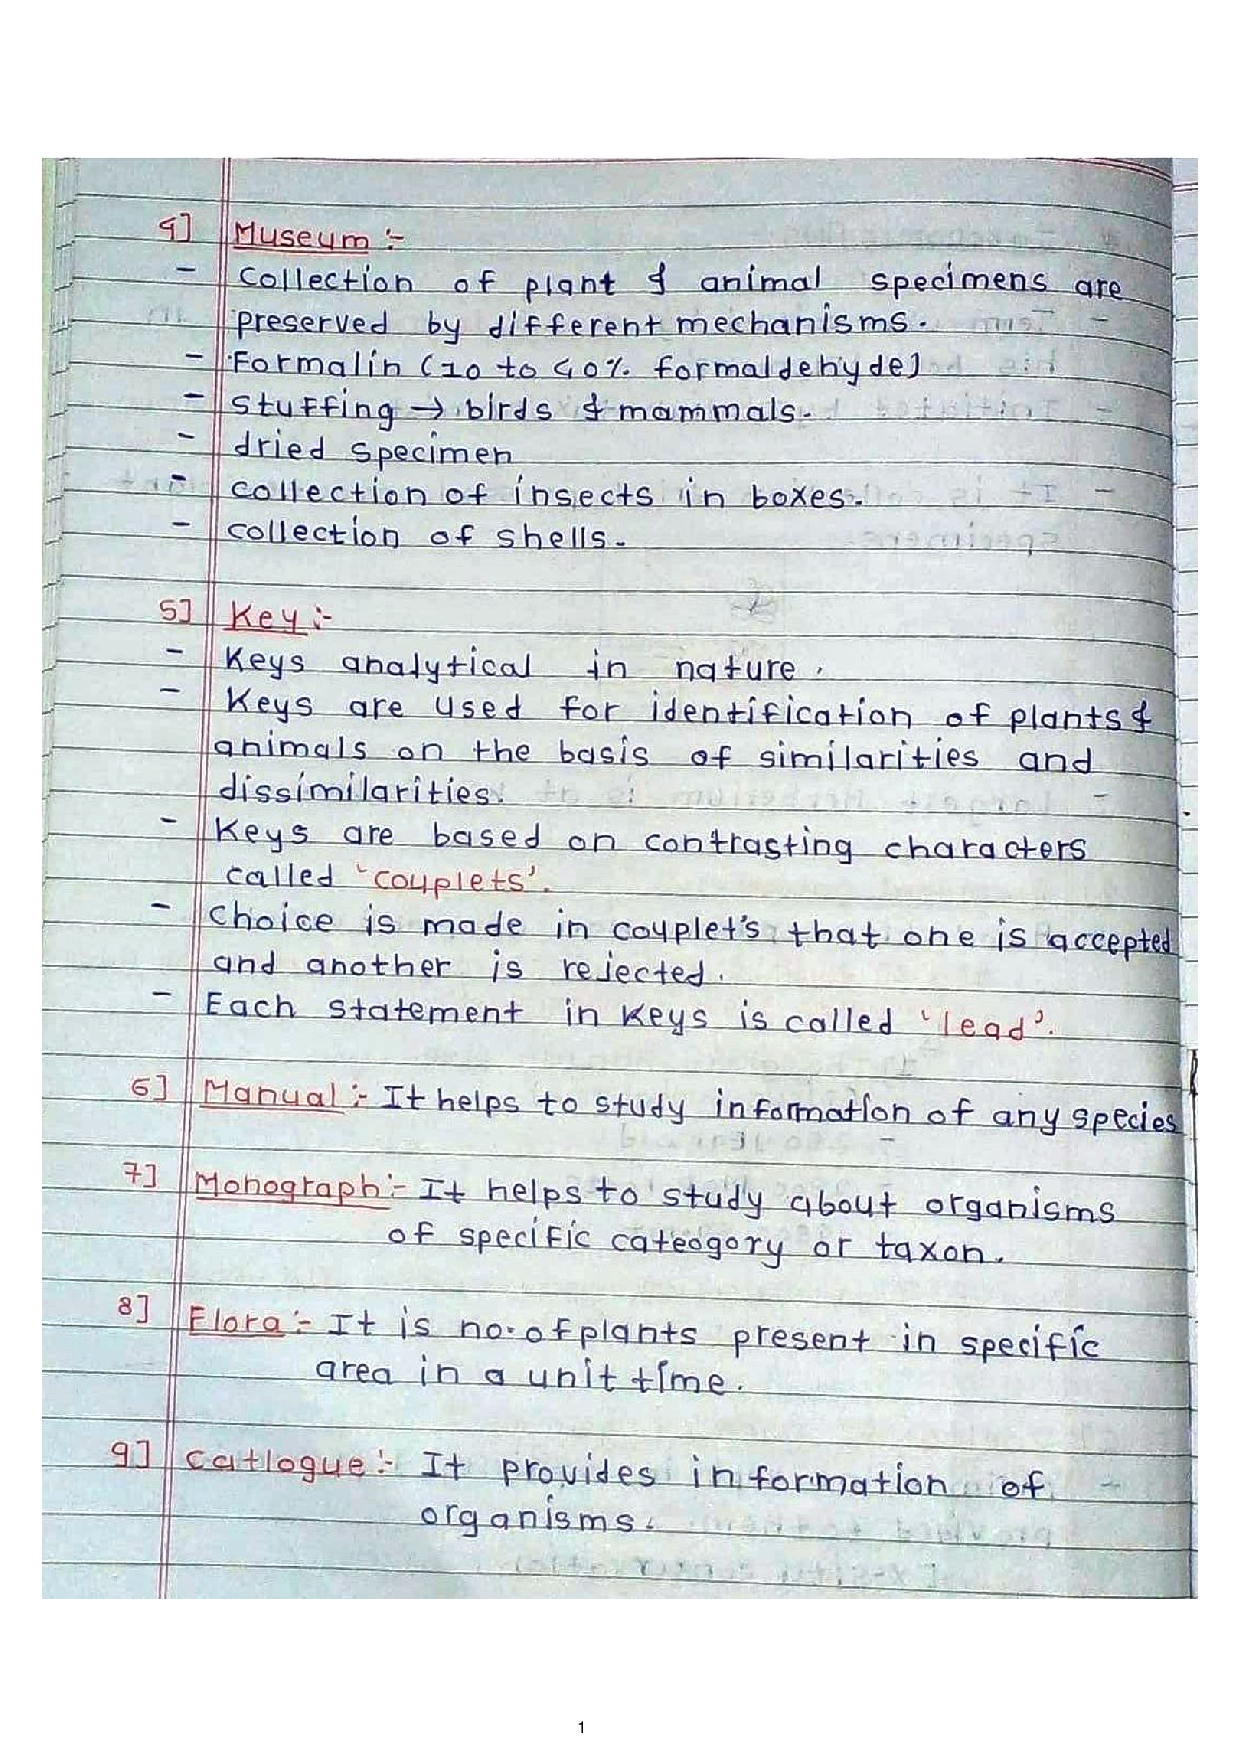 4] Museum :-
- collection of plant & animal specimens are
preserved by different mechanisms.
- Formalin (10 to 40% formaldehyde)
- stuffing → birds & mammals.
- dried specimen
- collection of insects in boxes.
- collection of shells.
5] Key :-
- Keys analytical in nature.
- Keys are used for identification of plants &
animals on the basis of similarities and
dissimilarities.
- Keys are based on contrasting characters
called 'couplets'.
- choice is made in couplet's that one is accepted
and another is rejected.
- Each statement in Keys is called 'lead'.
6] Manual :- It helps to study information of any species
7] Monograph :- It helps to study about organisms
of specific cateogory or taxon.
8] Flora :- It is no. of plants present in specific
area in a unit time.
9] catlogue :- It provides information of
organisms.
1